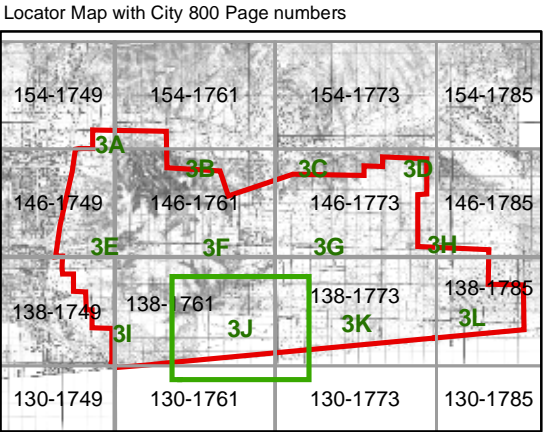 Locator Map with City 800 Page numbers
154-1749 154-1761 154-1773 154-1785
3A
3B 3C 3D
146-1749 146-1761 146-1773 146-1785
3E 3F 3G 3H
138-1749 138-1761 138-1773 138-1785
3I 3J 3K 3L
130-1749 130-1761 130-1773 130-1785